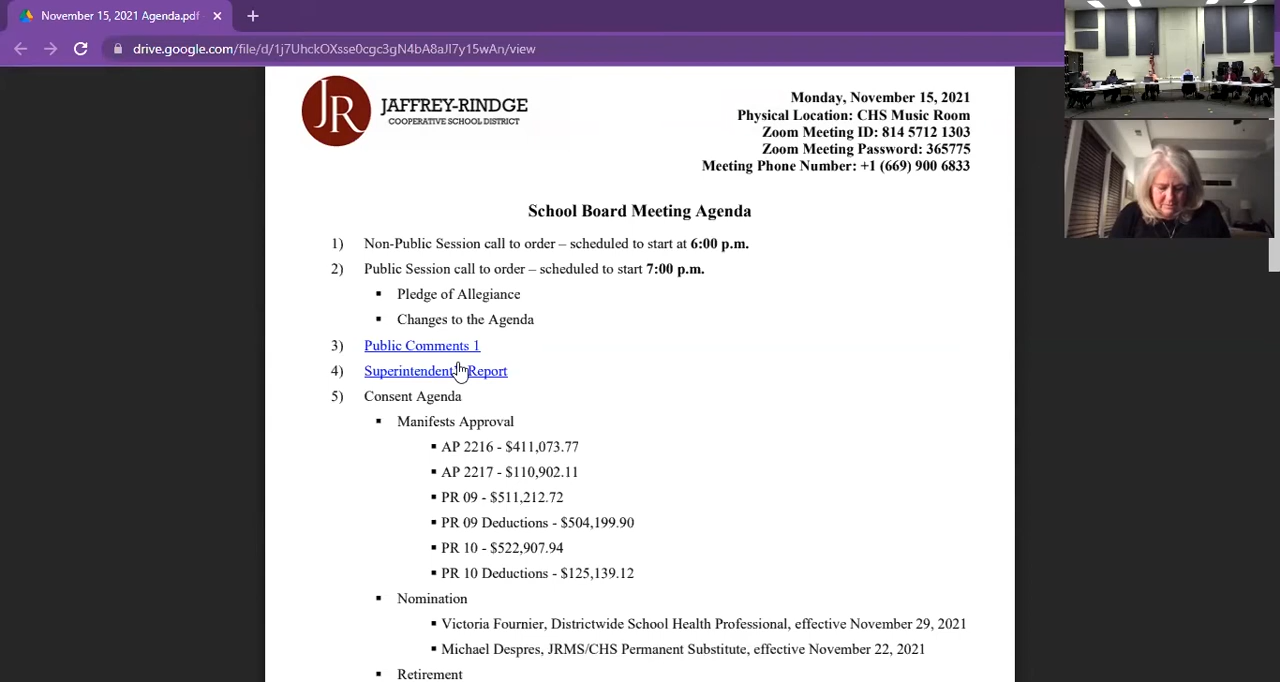 November 15, 2021 Agenda.pdf
drive.google.com/file/d/1j7UhckOXsse0cgc3gN4bA8aJl7y15wAn/view
JR
JAFFREY-RINDGE
COOPERATIVE SCHOOL DISTRICT
Monday, November 15, 2021
Physical Location: CHS Music Room
Zoom Meeting ID: 814 5712 1303
Zoom Meeting Password: 365775
Meeting Phone Number: +1 (669) 900 6833
School Board Meeting Agenda
1) Non-Public Session call to order – scheduled to start at 6:00 p.m.
2) Public Session call to order – scheduled to start 7:00 p.m.
▪ Pledge of Allegiance
▪ Changes to the Agenda
3) Public Comments 1
4) Superintendent Report
5) Consent Agenda
▪ Manifests Approval
▪ AP 2216 - $411,073.77
▪ AP 2217 - $110,902.11
▪ PR 09 - $511,212.72
▪ PR 09 Deductions - $504,199.90
▪ PR 10 - $522,907.94
▪ PR 10 Deductions - $125,139.12
▪ Nomination
▪ Victoria Fournier, Districtwide School Health Professional, effective November 29, 2021
▪ Michael Despres, JRMS/CHS Permanent Substitute, effective November 22, 2021
▪ Retirement